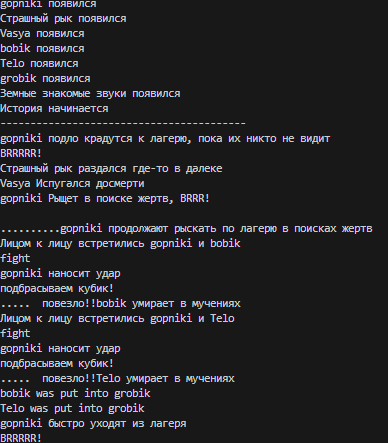 gopniki появился
Страшный рык появился
Vasya появился
bobik появился
Telo появился
grobik появился
Земные знакомые звуки появился
История начинается
-----------------------------------------
gopniki подло крадутся к лагерю, пока их никто не видит
BRRRRR!
Страшный рык раздался где-то в далеке
Vasya Испугался досмерти
gopniki Рыщет в поиске жертв, BRRR!
..........gopniki продолжают рыскать по лагерю в поисках жертв
Лицом к лицу встретились gopniki и bobik
fight
gopniki наносит удар
подбрасываем кубик!
..... повезло!!bobik умирает в мучениях
Лицом к лицу встретились gopniki и Telo
fight
gopniki наносит удар
подбрасываем кубик!
..... повезло!!Telo умирает в мучениях
bobik was put into grobik
Telo was put into grobik
gopniki быстро уходят из лагеря
BRRRRR!